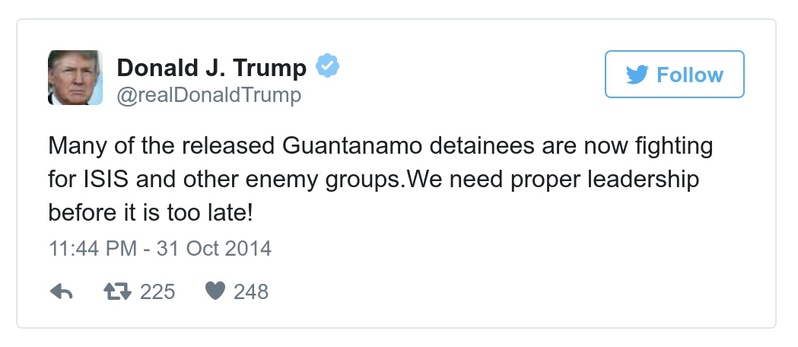 Donald J. Trump
@realDonaldTrump
Follow
Many of the released Guantanamo detainees are now fighting
for ISIS and other enemy groups.We need proper leadership
before it is too late!
11:44 PM - 31 Oct 2014
225 248